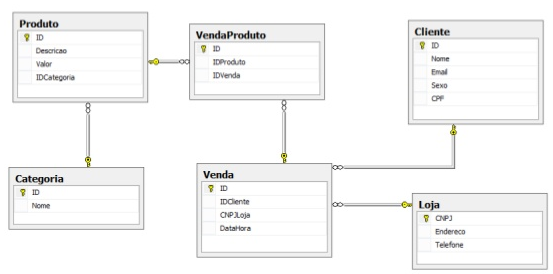 Produto
ID
Descricao
Valor
IDCategoria
VendaProduto
ID
IDProduto
IDVenda
Cliente
ID
Nome
Email
Sexo
CPF
Categoria
ID
Nome
Venda
ID
IDCliente
CNPJLoja
DataHora
Loja
CNPJ
Endereco
Telefone